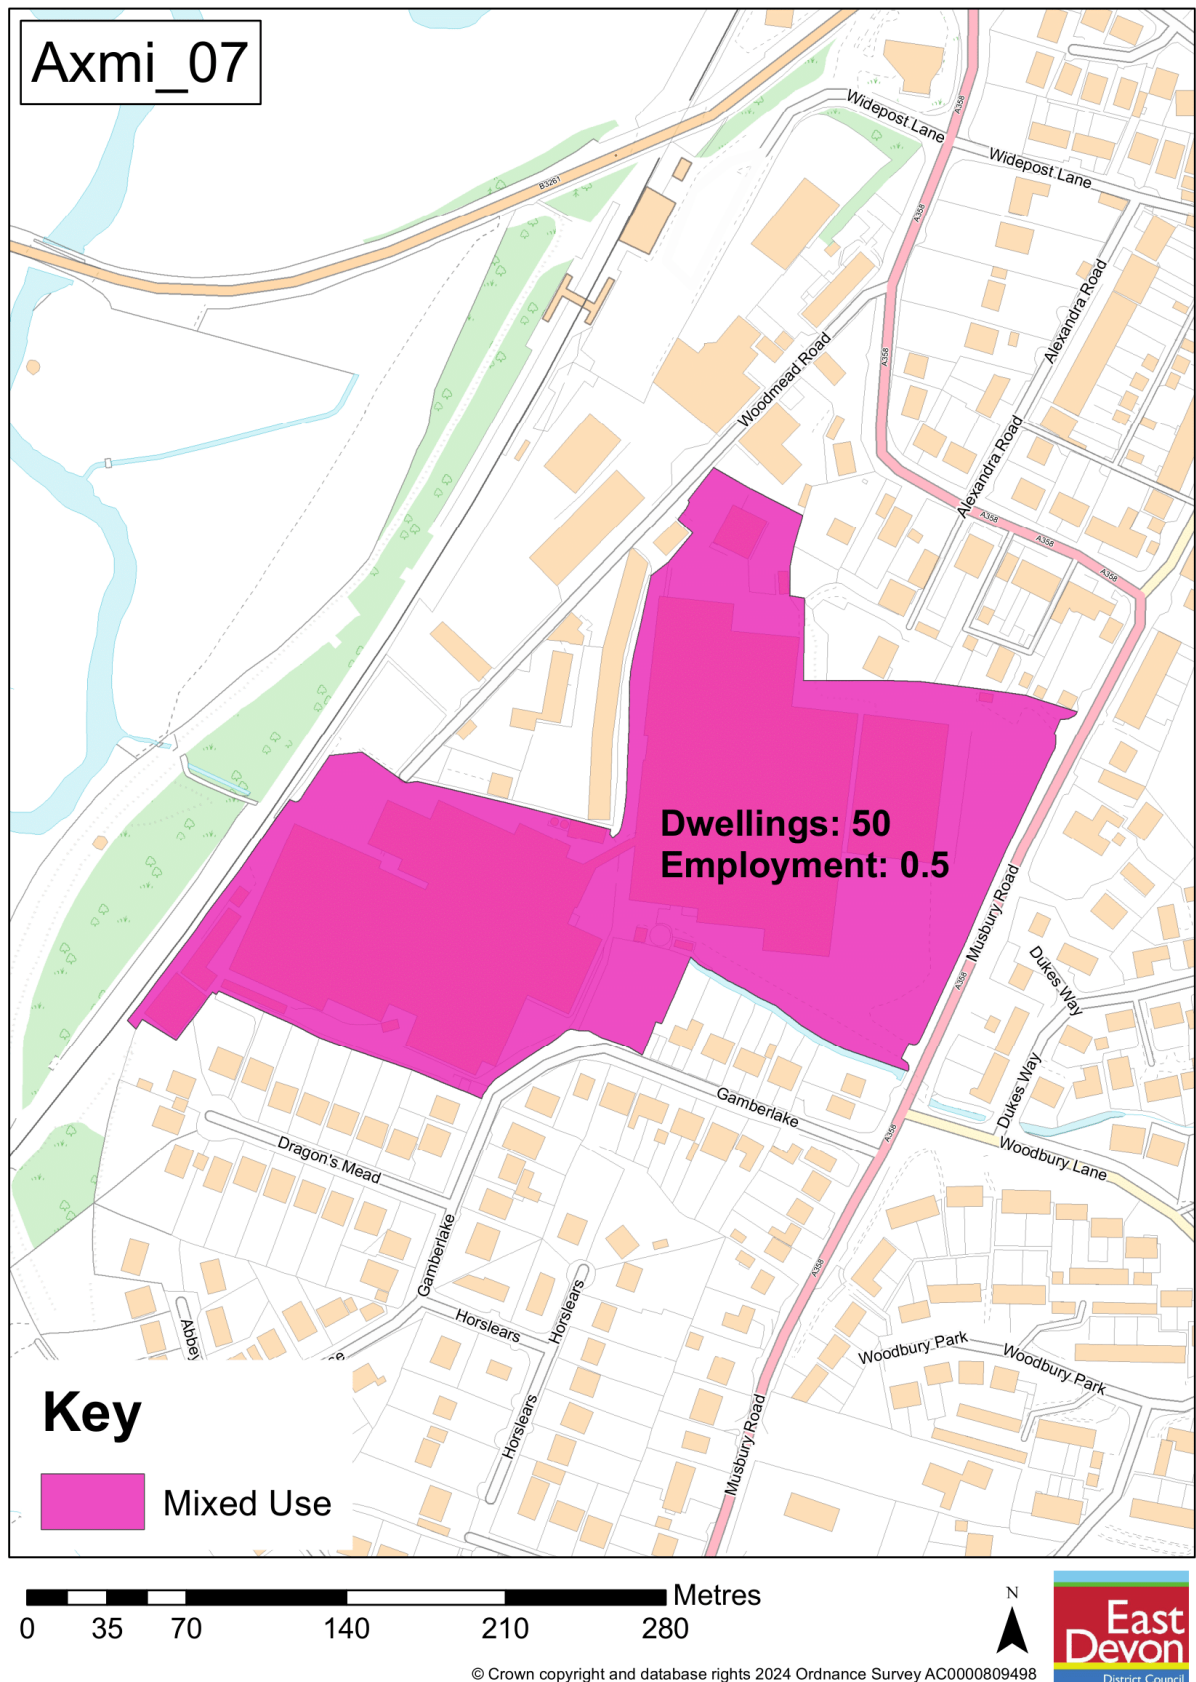 Axmi_07
Widepost Lane
Widepost Lane
A358
B3261
A358
Alexandra Road
Woodmead Road
A358
Alexandra Road
A358
A358
A358
Dwellings: 50
Employment: 0.5
Musbury Road
Dukes Way
A358
Dukes Way
Gamberlake
A358
Woodbury Lane
Dragon's Mead
Gamberlake
A358
Horslears
Horslears
Abbey
se
Woodbury Park
Woodbury Park
Horslears
Musbury Road
Key
Mixed Use
Metres
0 35 70 140 210 280
N
East
Devon
District Council
© Crown copyright and database rights 2024 Ordnance Survey AC0000809498